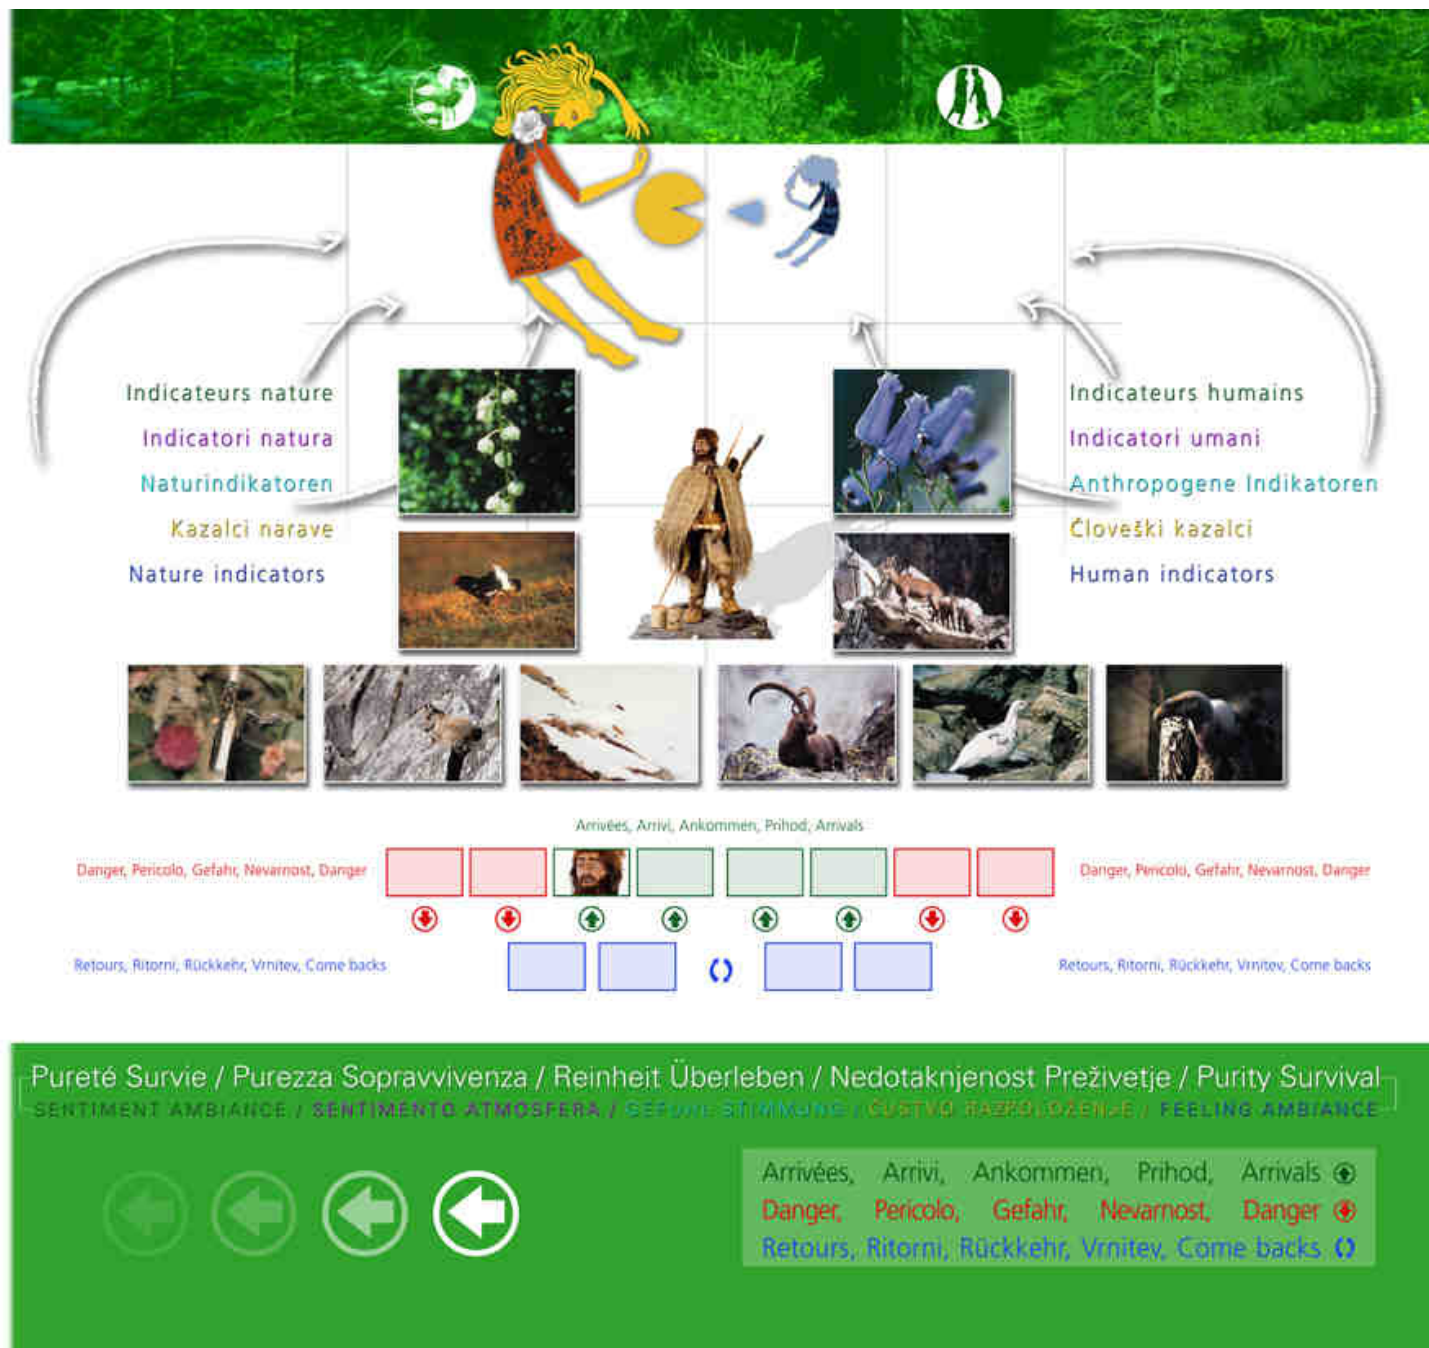 Indicateurs nature
Indicatori natura
Naturindikatoren
Kazalci narave
Nature indicators
Indicateurs humains
Indicatori umani
Anthropogene Indikatoren
Človeški kazalci
Human indicators
Arrivées, Arrivi, Ankommen, Prihod, Arrivals
Danger, Pericolo, Gefahr, Nevarnost, Danger
Danger, Pericolo, Gefahr, Nevarnost, Danger
Retours, Ritorni, Rückkehr, Vrnitev, Come backs
Retours, Ritorni, Rückkehr, Vrnitev, Come backs
Pureté Survie / Purezza Sopravvivenza / Reinheit Überleben / Nedotaknjenost Preživetje / Purity Survival
SENTIMENT AMBIANCE / SENTIMENTO ATMOSFERA / GEFÜHL STIMMUNG / ČUSTVO RAZPOLOŽENJE / FEELING AMBIANCE
Arrivées, Arrivi, Ankommen, Prihod, Arrivals
Danger, Pericolo, Gefahr, Nevarnost, Danger
Retours, Ritorni, Rückkehr, Vrnitev, Come backs